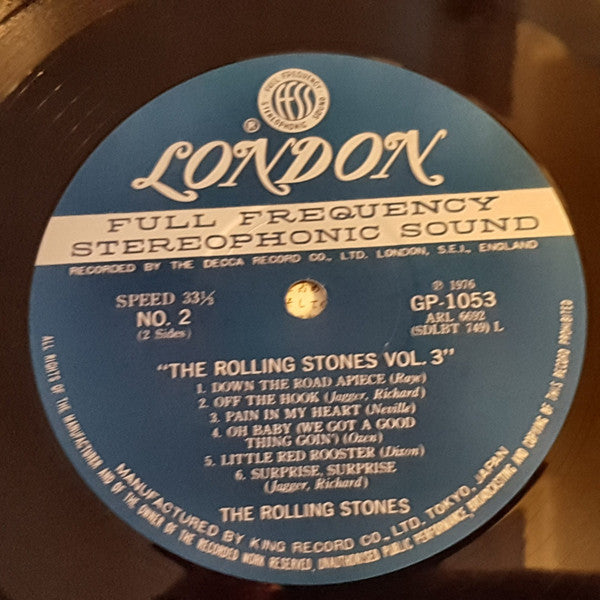 FULL FREQUENCY
FFSS
STEREOPHONIC SOUND
®
LONDON
FULL FREQUENCY
STEREOPHONIC SOUND
RECORDED BY THE DECCA RECORD CO., LTD. LONDON, S.E.I., ENGLAND
SPEED 33⅓
NO. 2
(2 Sides)
℗ 1976
GP-1053
ARL 6692
(SDLBT 749) L
"THE ROLLING STONES VOL. 3"
1. DOWN THE ROAD APIECE (Raye)
2. OFF THE HOOK (Jagger, Richard)
3. PAIN IN MY HEART (Neville)
4. OH BABY (WE GOT A GOOD
THING GOIN') (Ozen)
5. LITTLE RED ROOSTER (Dixon)
6. SURPRISE, SURPRISE
(Jagger, Richard)
THE ROLLING STONES
MANUFACTURED BY KING RECORD CO., LTD, TOKYO, JAPAN
ALL RIGHTS OF THE MANUFACTURER AND OF THE OWNER OF THE RECORDED WORK RESERVED, UNAUTHORISED PUBLIC PERFORMANCE, BROADCASTING AND COPYING OF THIS RECORD PROHIBITED